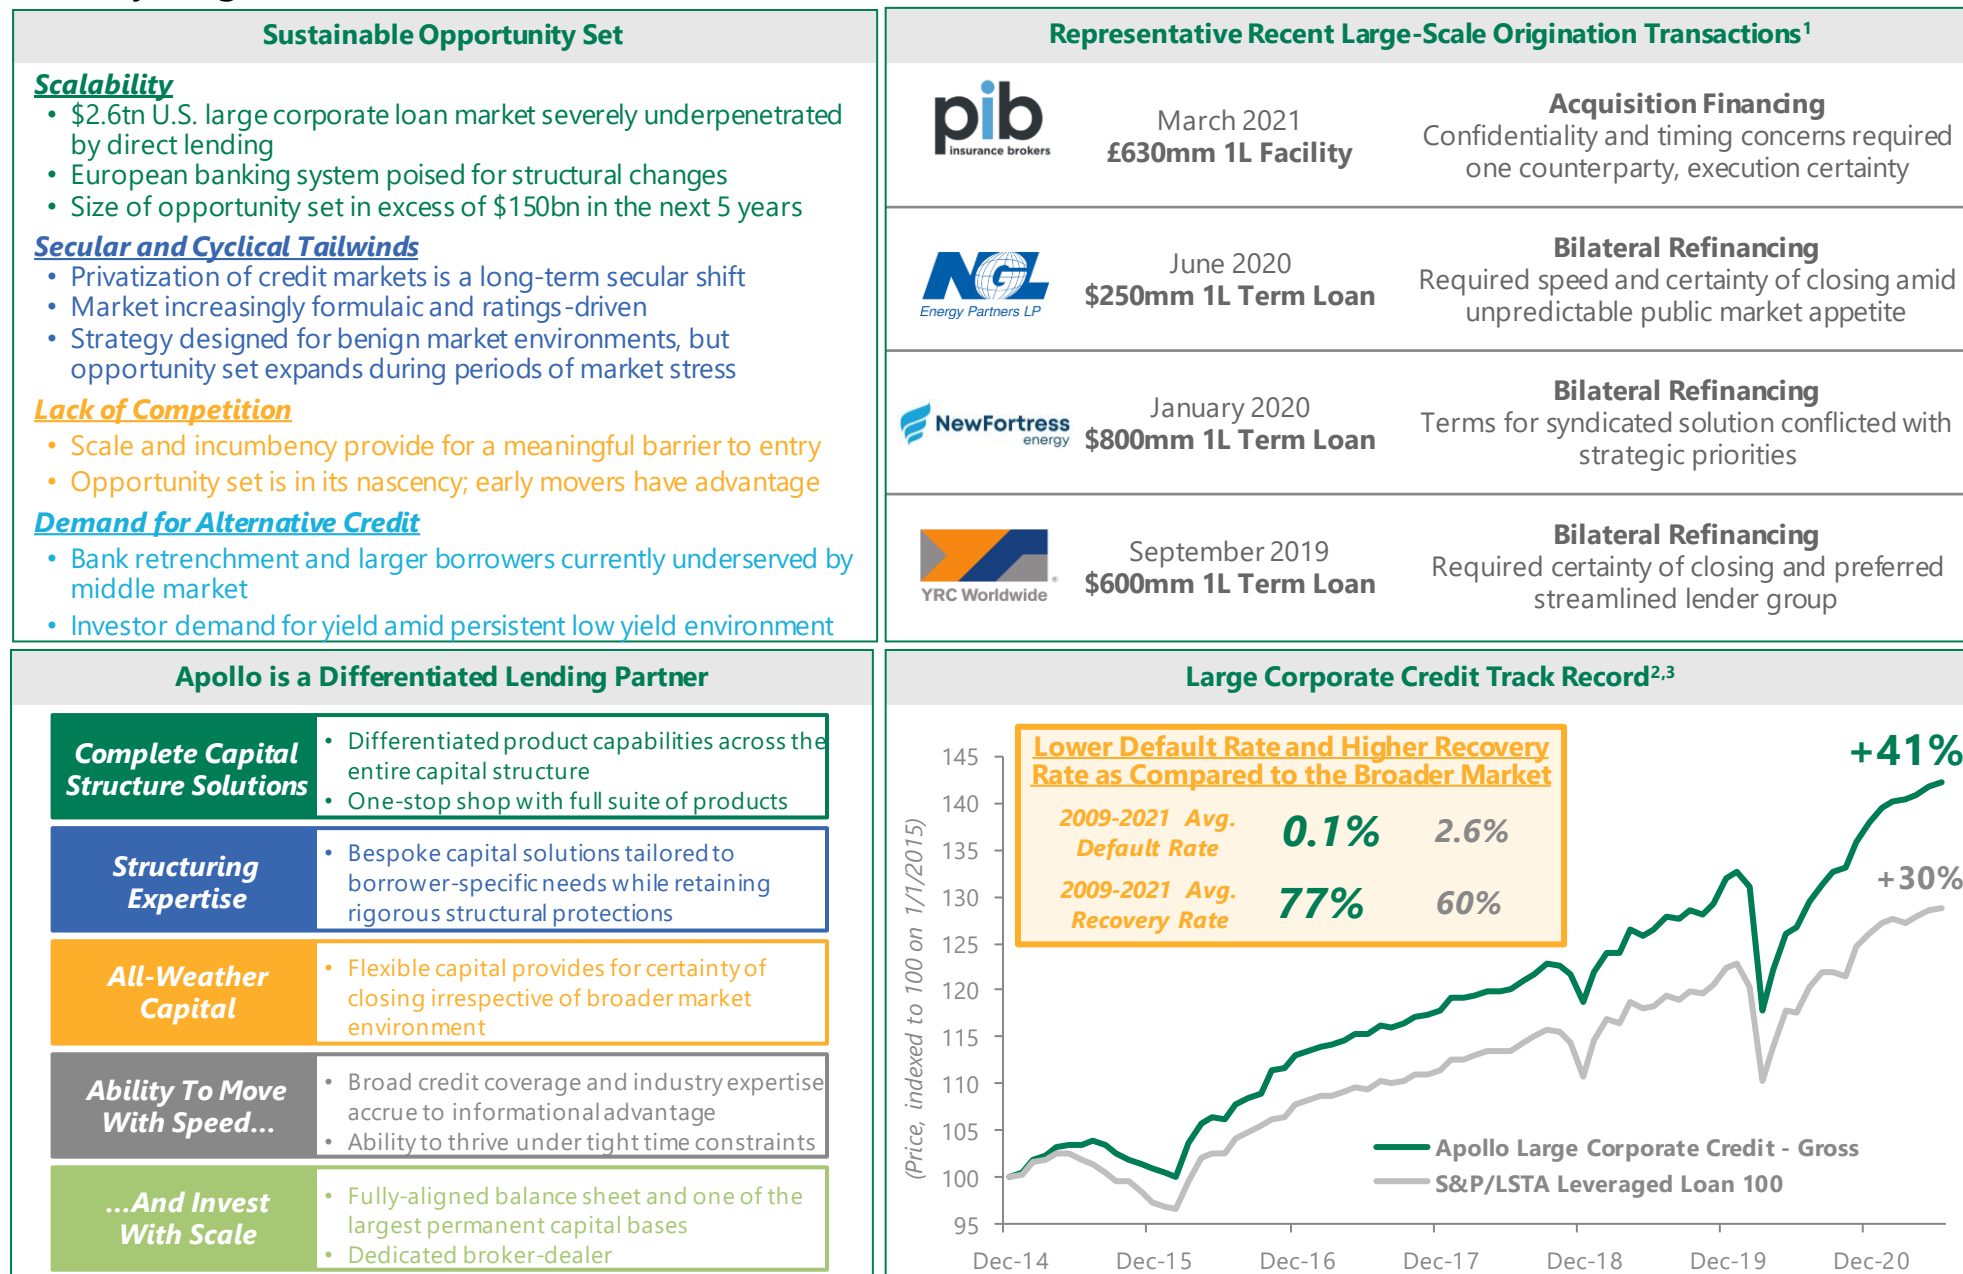 Sustainable Opportunity Set
Scalability
• $2.6tn U.S. large corporate loan market severely underpenetrated
by direct lending
• European banking system poised for structural changes
• Size of opportunity set in excess of $150bn in the next 5 years
Secular and Cyclical Tailwinds
• Privatization of credit markets is a long-term secular shift
• Market increasingly formulaic and ratings-driven
• Strategy designed for benign market environments, but
opportunity set expands during periods of market stress
Lack of Competition
• Scale and incumbency provide for a meaningful barrier to entry
• Opportunity set is in its nascency; early movers have advantage
Demand for Alternative Credit
• Bank retrenchment and larger borrowers currently underserved by
middle market
• Investor demand for yield amid persistent low yield environment
Representative Recent Large-Scale Origination Transactions¹
pib
insurance brokers
March 2021
£630mm 1L Facility
Acquisition Financing
Confidentiality and timing concerns required
one counterparty, execution certainty
NGL
Energy Partners LP
June 2020
$250mm 1L Term Loan
Bilateral Refinancing
Required speed and certainty of closing amid
unpredictable public market appetite
NewFortress
energy
January 2020
$800mm 1L Term Loan
Bilateral Refinancing
Terms for syndicated solution conflicted with
strategic priorities
YRC Worldwide
®
September 2019
$600mm 1L Term Loan
Bilateral Refinancing
Required certainty of closing and preferred
streamlined lender group
Apollo is a Differentiated Lending Partner
Complete Capital
Structure Solutions
• Differentiated product capabilities across the
entire capital structure
• One-stop shop with full suite of products
Structuring
Expertise
• Bespoke capital solutions tailored to
borrower-specific needs while retaining
rigorous structural protections
All-Weather
Capital
• Flexible capital provides for certainty of
closing irrespective of broader market
environment
Ability To Move
With Speed...
• Broad credit coverage and industry expertise
accrue to informational advantage
• Ability to thrive under tight time constraints
...And Invest
With Scale
• Fully-aligned balance sheet and one of the
largest permanent capital bases
• Dedicated broker-dealer
Large Corporate Credit Track Record²,³
Lower Default Rate and Higher Recovery
Rate as Compared to the Broader Market
2009-2021 Avg.
Default Rate
0.1%
2.6%
2009-2021 Avg.
Recovery Rate
77%
60%
+41%
+30%
(Price, indexed to 100 on 1/1/2015)
145
140
135
130
125
120
115
110
105
100
95
Apollo Large Corporate Credit - Gross
S&P/LSTA Leveraged Loan 100
Dec-14
Dec-15
Dec-16
Dec-17
Dec-18
Dec-19
Dec-20